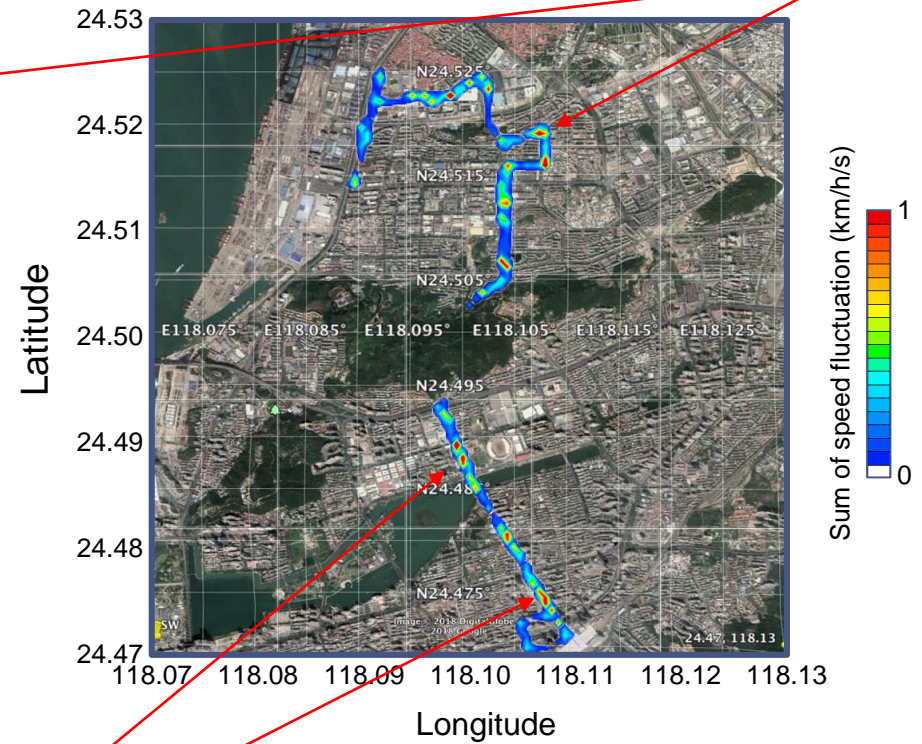 24.53
N24.525°
24.52
N24.515°
24.51
N24.505°
24.50
E118.075° E118.085° E118.095° E118.105° E118.115° E118.125°
N24.495
24.49
N24.48
24.48
N24.475
Image 2018 DigitalGlobe
2018 Google
SW
24.47, 118.13
24.47
118.07 118.08 118.09 118.10 118.11 118.12 118.13
Longitude
Latitude
Sum of speed fluctuation (km/h/s)
1
0